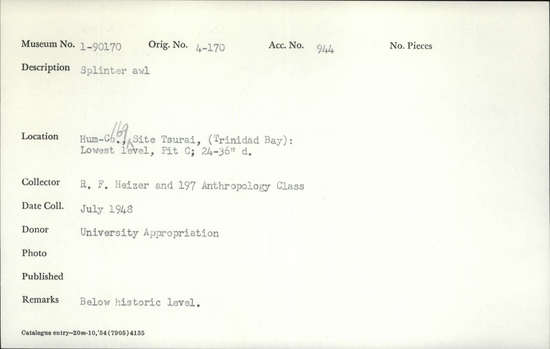 Museum No. 1-90170 Orig. No. 4-170 Acc. No. 944 No. Pieces
Description Splinter awl
Location Hum-169, Site Tsurai, (Trinidad Bay):
Lowest level, Pit G; 24-36" d.
Collector R. F. Heizer and 197 Anthropology Class
Date Coll. July 1948
Donor University Appropriation
Photo
Published
Remarks Below historic level.
Catalogue entry—20m-10,'54(7905)4135